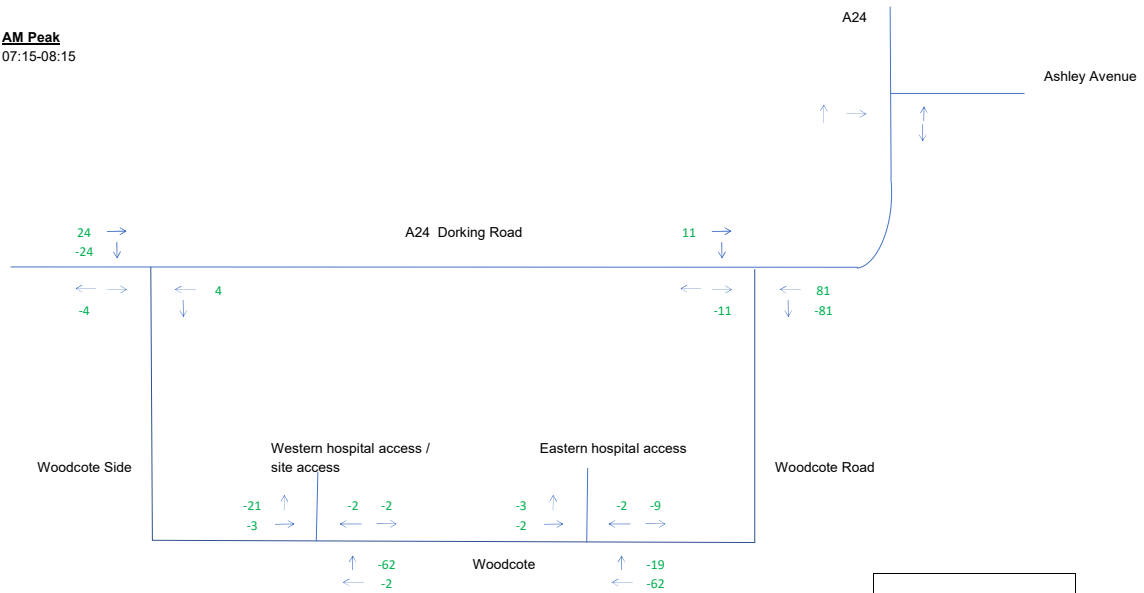 A24
AM Peak
07:15-08:15
Ashley Avenue
24
A24 Dorking Road
11
-24
4
81
-4
-11
-81
Western hospital access /
site access
Eastern hospital access
Woodcote Side
Woodcote Road
-21
-2 -2
-3
-2 -9
-3
-2
-62
Woodcote
-19
-2
-62